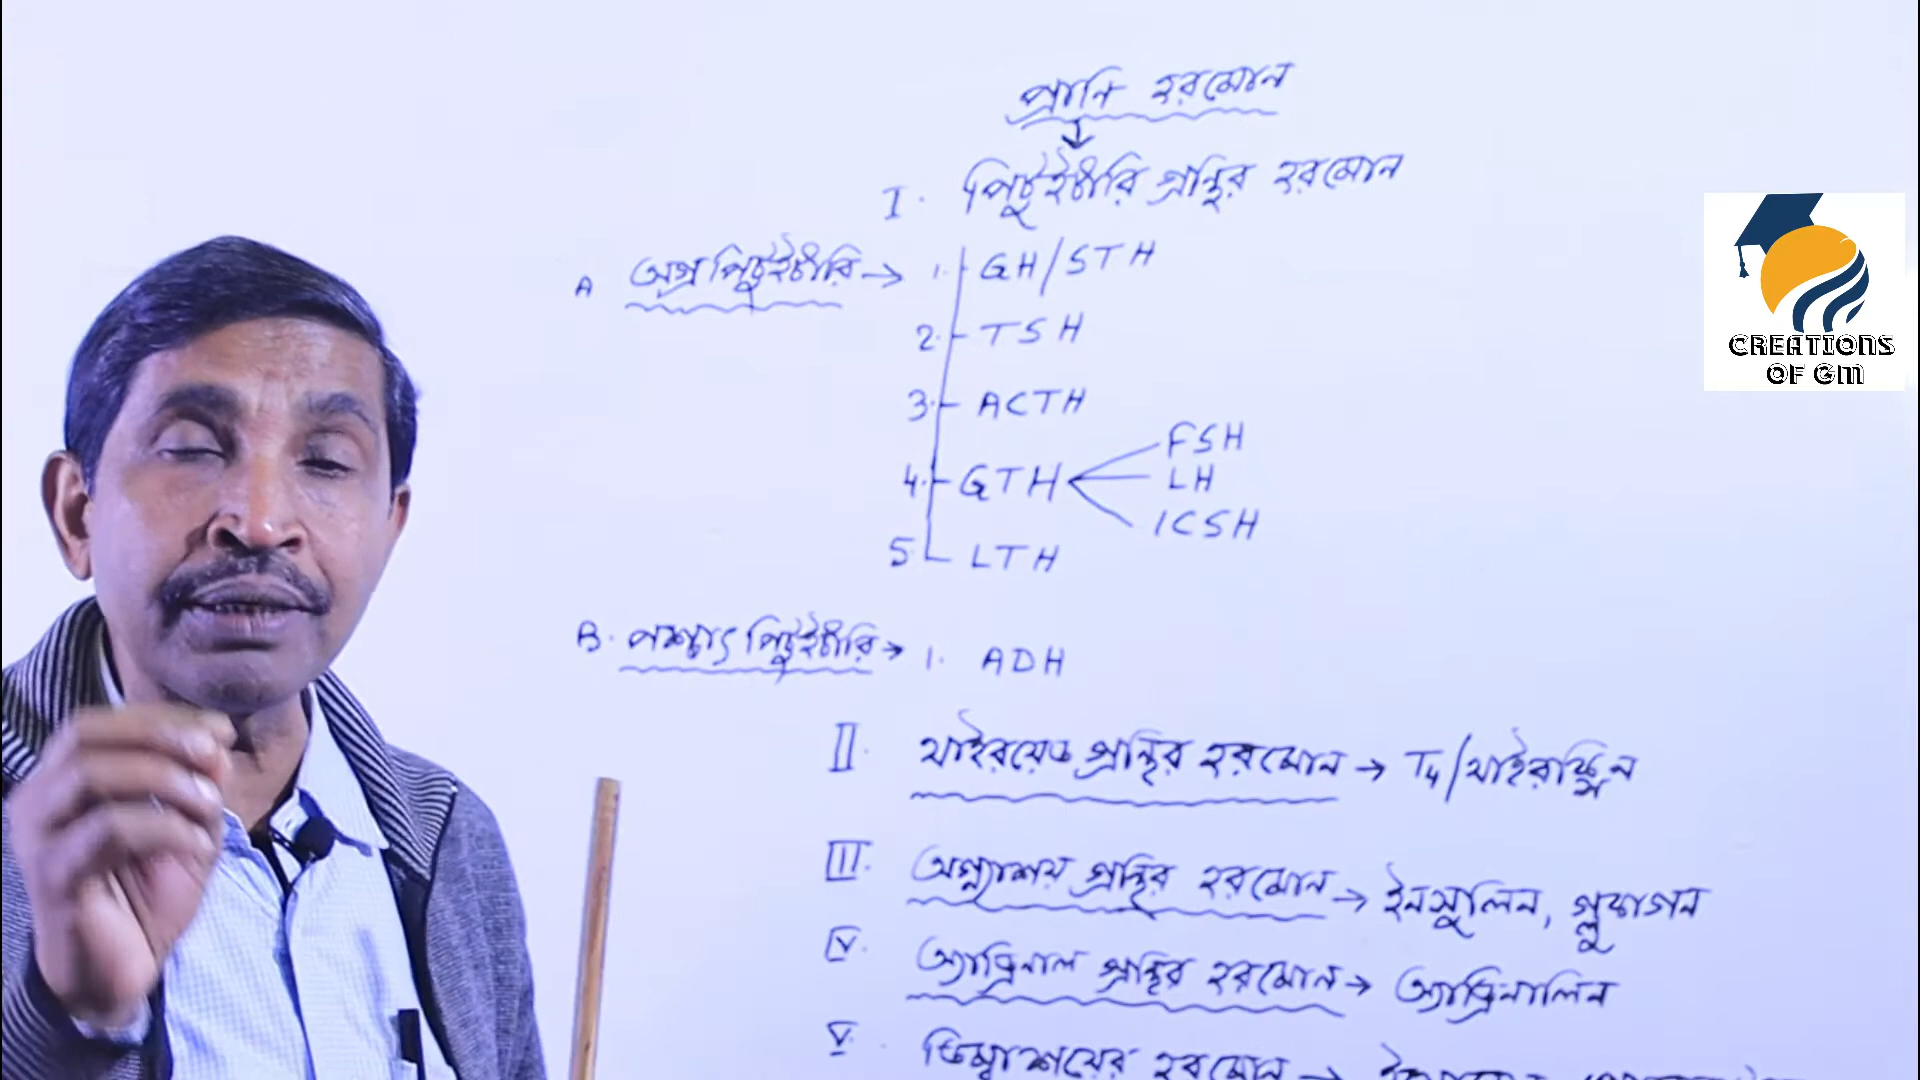 প্রানি হরমোন
I. পিটুইটারি গ্রন্থির হরমোন
A অগ্র পিটুইটারি → 1. GH/STH
2. TSH
3. ACTH
4. GTH
FSH
LH
ICSH
5. LTH
B. পশ্চাৎ পিটুইটারি → 1. ADH
II. থাইরয়েড গ্রন্থির হরমোন → T4/থাইরক্সিন
III. অগ্ন্যাশয় গ্রন্থির হরমোন → ইনসুলিন, গ্লুকাগন
IV. অ্যাড্রিনাল গ্রন্থির হরমোন → অ্যাড্রিনালিন
V. ডিম্বাশয়ের হরমোন →
CREATIONS
OF GM